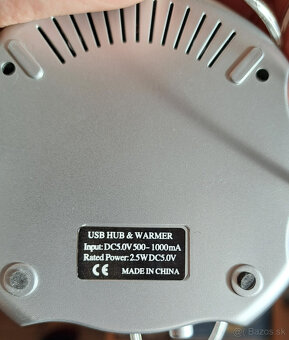 USB HUB & WARMER
Input: DC5.0V 500~1000mA
Rated Power: 2.5W DC5.0V
CE MADE IN CHINA
bazos.sk